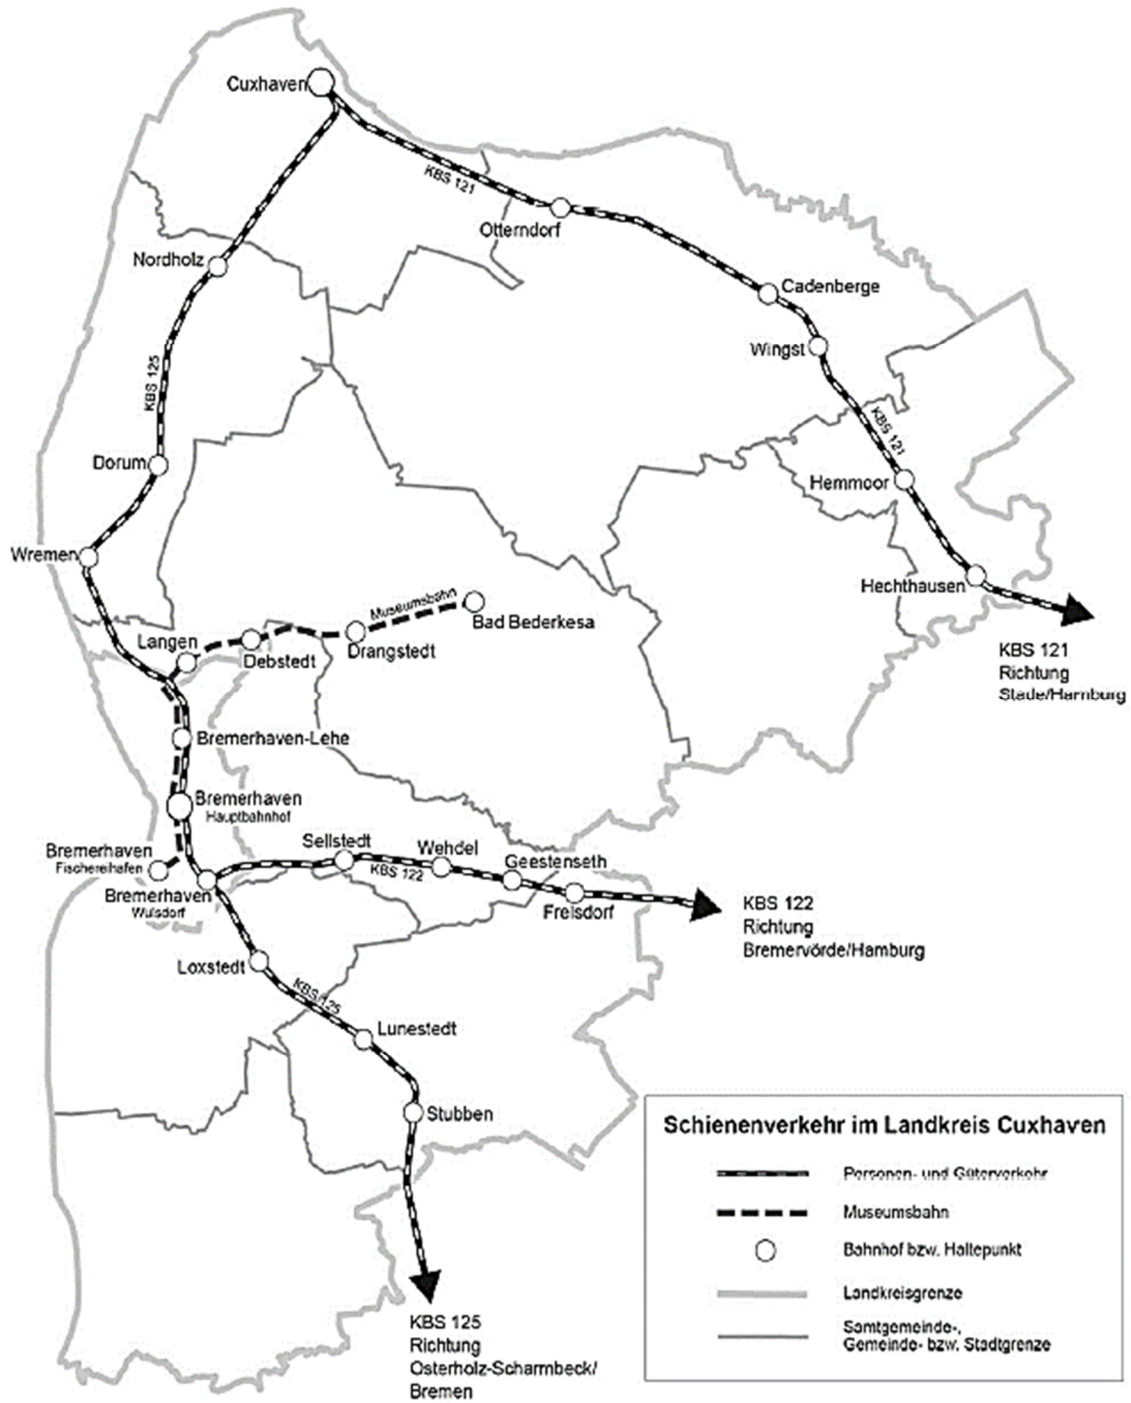 Cuxhaven
KBS 121
Otterndorf
Nordholz
Cadenberge
Wingst
KBS 125
KBS 121
Dorum
Hemmoor
Wremen
Hechthausen
Museumsbahn
Bad Bederkesa
Langen
Debstedt
Drangstedt
KBS 121
Richtung
Stade/Hamburg
Bremerhaven-Lehe
Bremerhaven
Hauptbahnhof
Bremerhaven
Fischereihafen
Sellstedt
Wehdel
Geestenseth
KBS 122
Bremerhaven
Wulsdorf
Frelsdorf
KBS 122
Richtung
Bremervörde/Hamburg
Loxstedt
KBS 125
Lunestedt
Stubben
KBS 125
Richtung
Osterholz-Scharmbeck/
Bremen
Schienenverkehr im Landkreis Cuxhaven
Personen- und Güterverkehr
Museumsbahn
Bahnhof bzw. Haltepunkt
Landkreisgrenze
Samtgemeinde-,
Gemeinde- bzw. Stadtgrenze